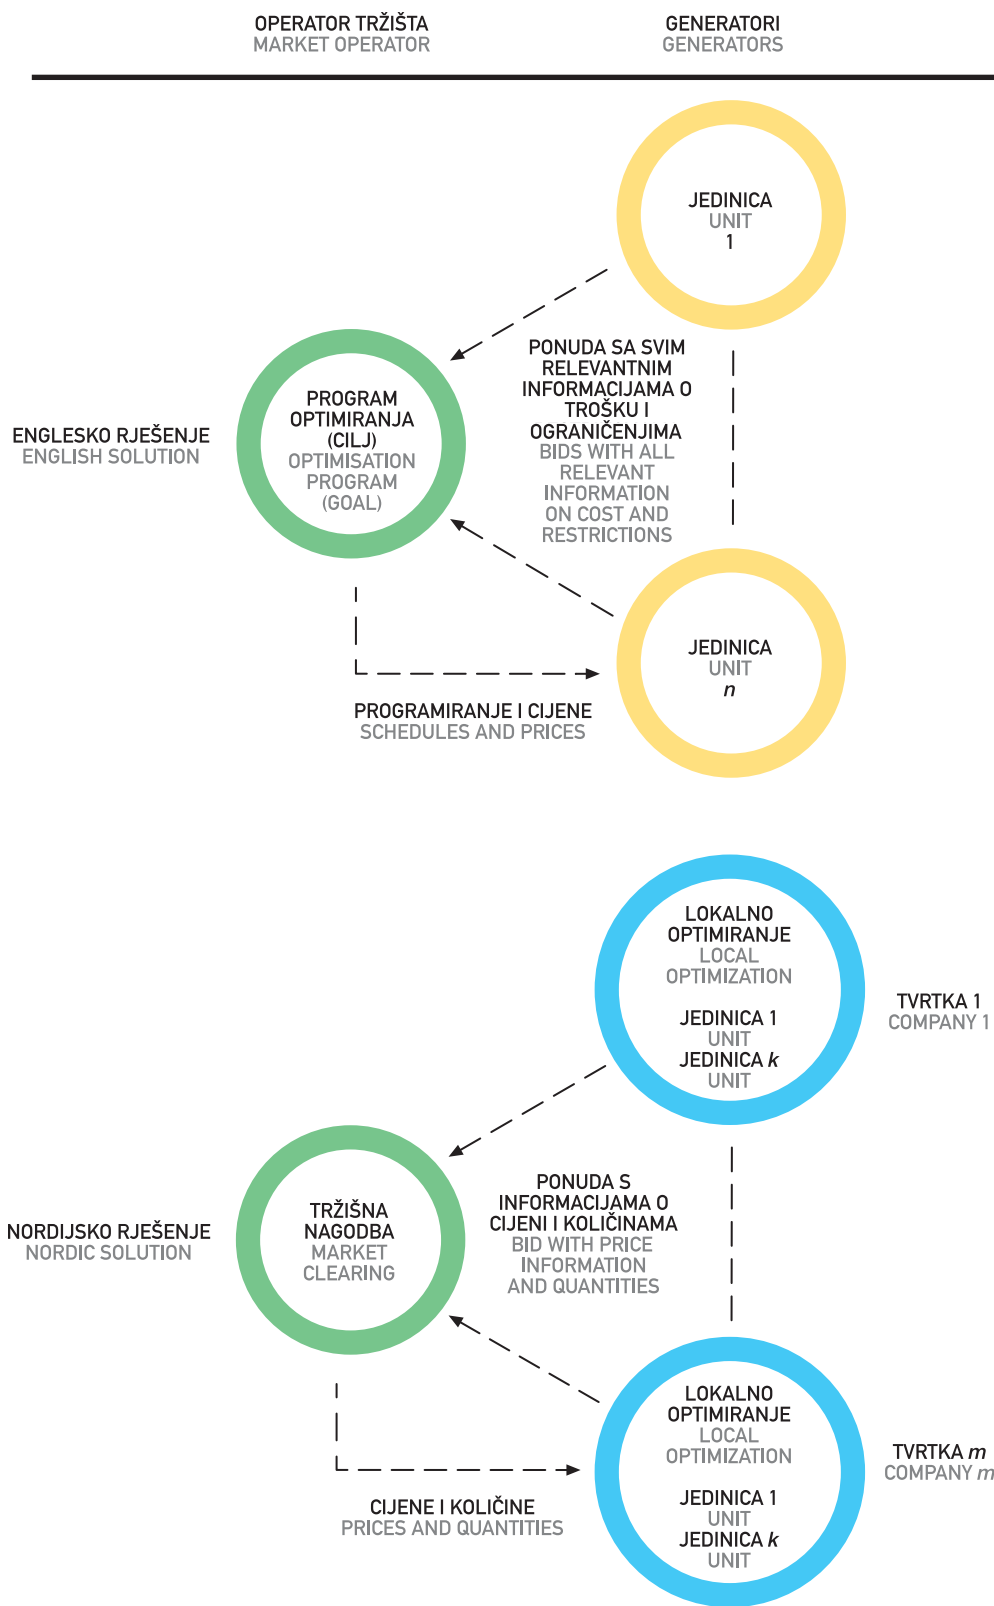 OPERATOR TRŽIŠTA
MARKET OPERATOR
GENERATORI
GENERATORS
JEDINICA
UNIT
1
PONUDA SA SVIM
RELEVANTNIM
INFORMACIJAMA O
TROŠKU I
OGRANIČENJIMA
BIDS WITH ALL
RELEVANT
INFORMATION
ON COST AND
RESTRICTIONS
PROGRAM
OPTIMIRANJA
(CILJ)
OPTIMISATION
PROGRAM
(GOAL)
ENGLESKO RJEŠENJE
ENGLISH SOLUTION
JEDINICA
UNIT
n
PROGRAMIRANJE I CIJENE
SCHEDULES AND PRICES
LOKALNO
OPTIMIRANJE
LOCAL
OPTIMIZATION
JEDINICA 1
UNIT
JEDINICA k
UNIT
TVRTKA 1
COMPANY 1
PONUDA S
INFORMACIJAMA O
CIJENI I KOLIČINAMA
BID WITH PRICE
INFORMATION
AND QUANTITIES
TRŽIŠNA
NAGODBA
MARKET
CLEARING
NORDIJSKO RJEŠENJE
NORDIC SOLUTION
LOKALNO
OPTIMIRANJE
LOCAL
OPTIMIZATION
JEDINICA 1
UNIT
JEDINICA k
UNIT
TVRTKA m
COMPANY m
CIJENE I KOLIČINE
PRICES AND QUANTITIES